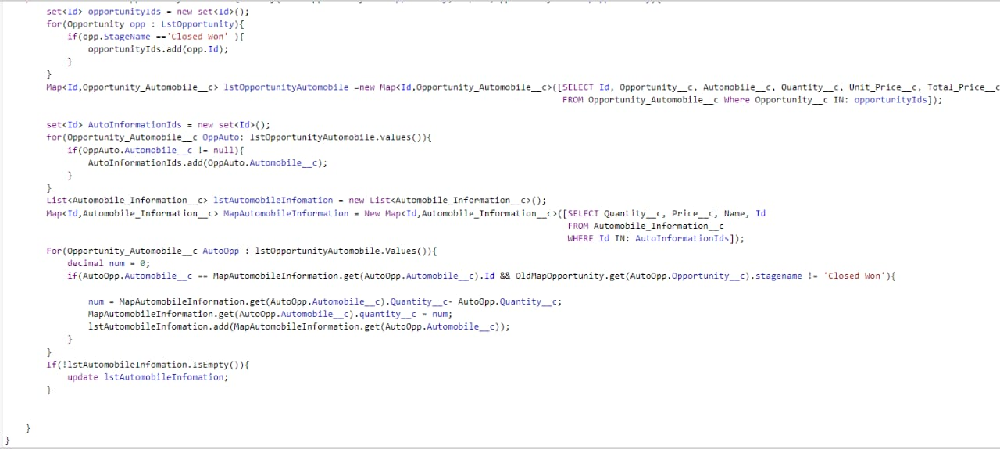 set<Id> opportunityIds = new set<Id>();
for(Opportunity opp : LstOpportunity){
if(opp.StageName =='Closed Won' ){
opportunityIds.add(opp.Id);
}
}
Map<Id,Opportunity_Automobile__c> lstOpportunityAutomobile =new Map<Id,Opportunity_Automobile__c>([SELECT Id, Opportunity__c, Automobile__c, Quantity__c, Unit_Price__c, Total_Price__c
FROM Opportunity_Automobile__c Where Opportunity__c IN: opportunityIds]);
set<Id> AutoInformationIds = new set<Id>();
for(Opportunity_Automobile__c OppAuto: lstOpportunityAutomobile.values()){
if(OppAuto.Automobile__c != null){
AutoInformationIds.add(OppAuto.Automobile__c);
}
}
List<Automobile_Information__c> lstAutomobileInfomation = new List<Automobile_Information__c>();
Map<Id,Automobile_Information__c> MapAutomobileInformation = New Map<Id,Automobile_Information__c>([SELECT Quantity__c, Price__c, Name, Id
FROM Automobile_Information__c
WHERE Id IN: AutoInformationIds]);
For(Opportunity_Automobile__c AutoOpp : lstOpportunityAutomobile.Values()){
decimal num = 0;
if(AutoOpp.Automobile__c == MapAutomobileInformation.get(AutoOpp.Automobile__c).Id && OldMapOpportunity.get(AutoOpp.Opportunity__c).stagename != 'Closed Won'){
num = MapAutomobileInformation.get(AutoOpp.Automobile__c).Quantity__c- AutoOpp.Quantity__c;
MapAutomobileInformation.get(AutoOpp.Automobile__c).quantity__c = num;
lstAutomobileInfomation.add(MapAutomobileInformation.get(AutoOpp.Automobile__c));
}
}
If(!lstAutomobileInfomation.IsEmpty()){
update lstAutomobileInfomation;
}
}
}